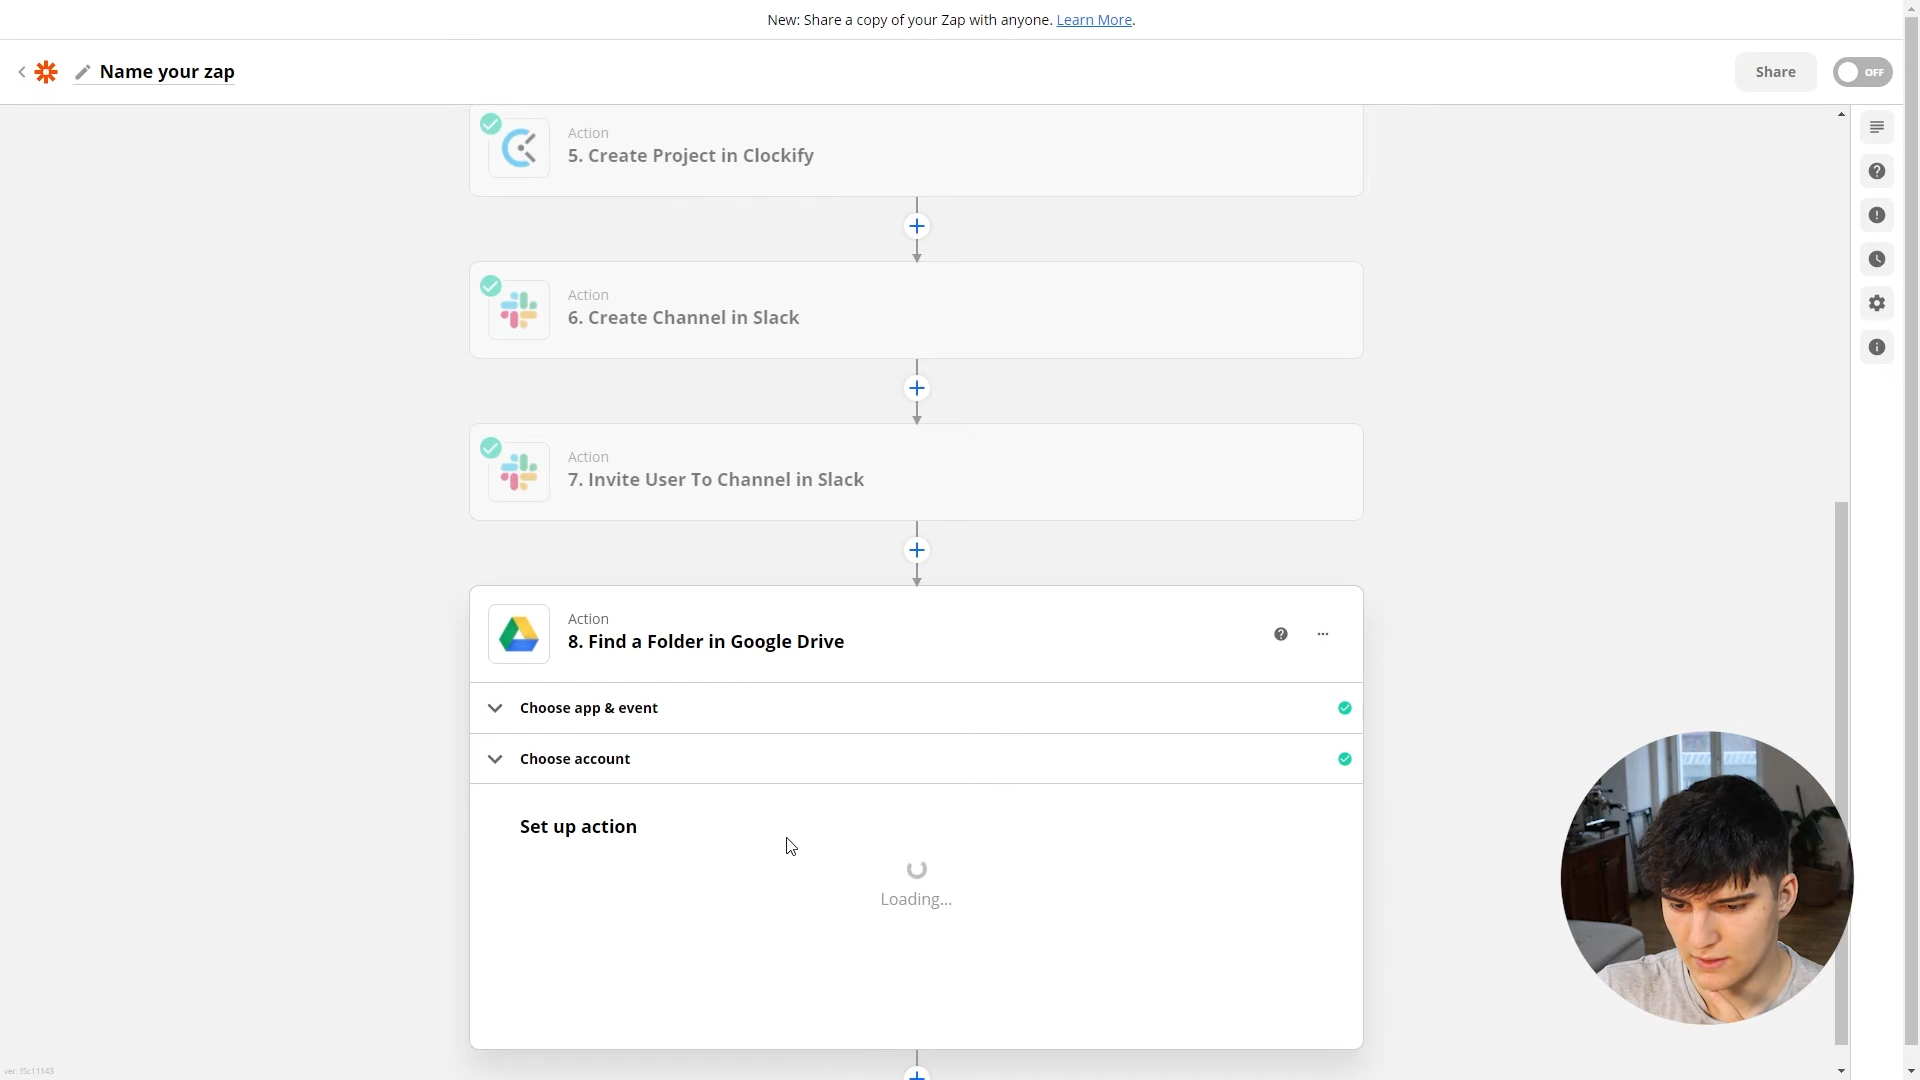 New: Share a copy of your Zap with anyone. Learn More.
Name your zap
Share
OFF
Action
5. Create Project in Clockify
Action
6. Create Channel in Slack
Action
7. Invite User To Channel in Slack
Action
8. Find a Folder in Google Drive
Choose app & event
Choose account
Set up action
Loading...
ver. f5c11143